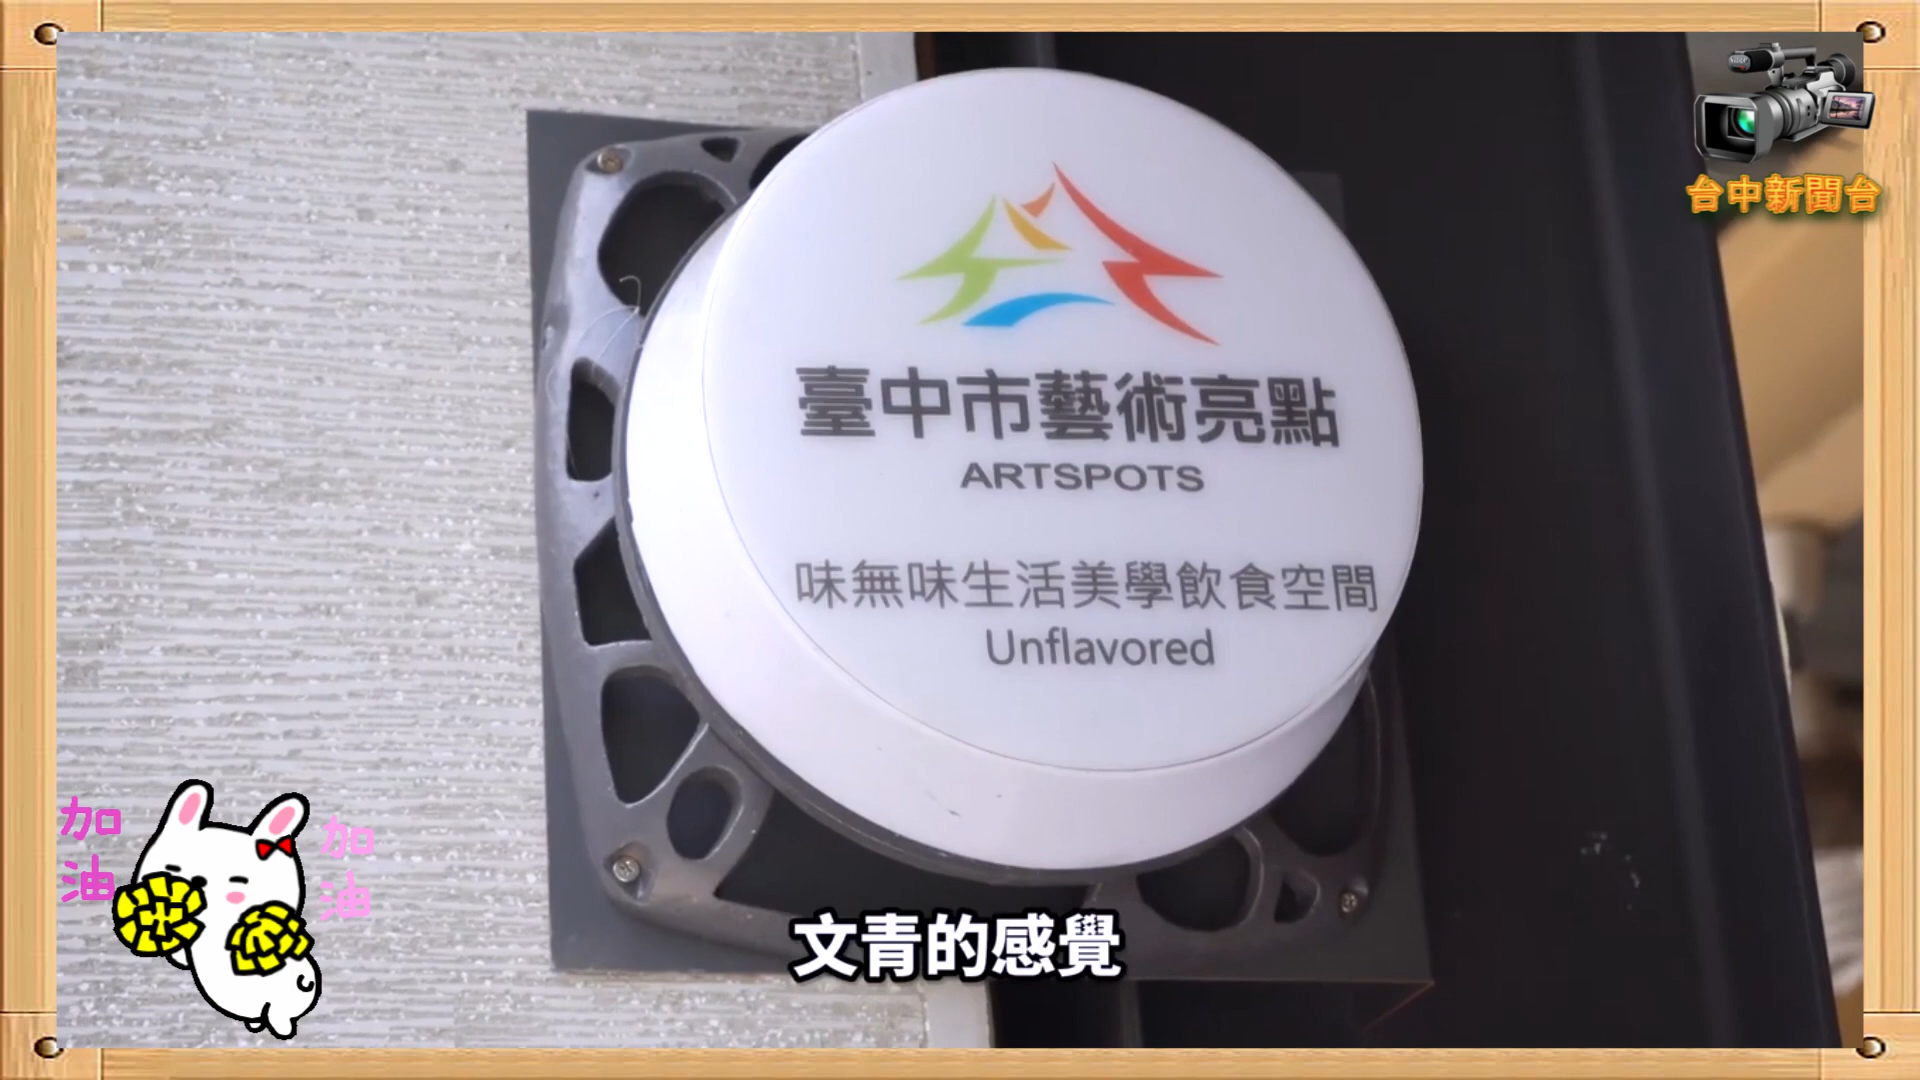 台中新聞台
臺中市藝術亮點
ARTSPOTS
味無味生活美學飲食空間
Unflavored
加油
加油
文青的感覺